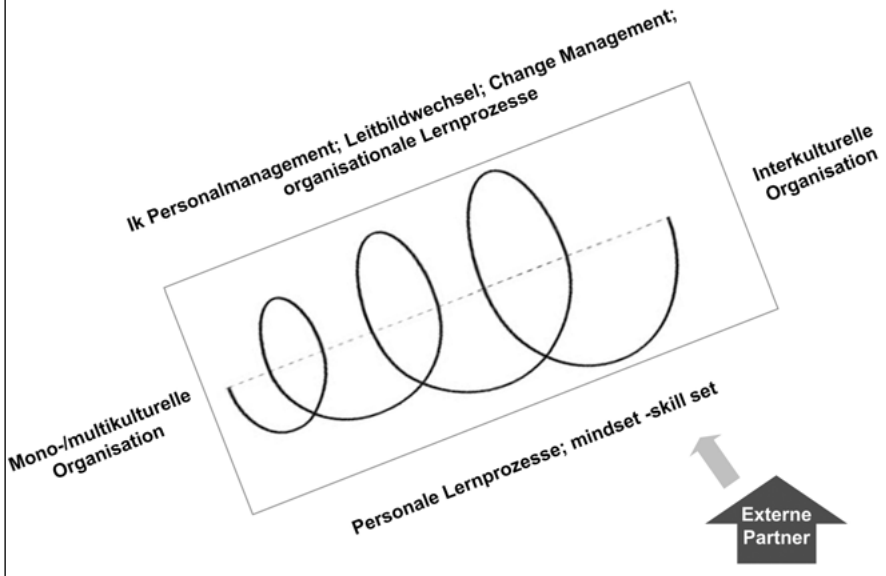 Ik Personalmanagement; Leitbildwechsel; Change Management;
organisationale Lernprozesse
Interkulturelle
Organisation
Mono-/multikulturelle
Organisation
Personale Lernprozesse; mindset -skill set
Externe
Partner